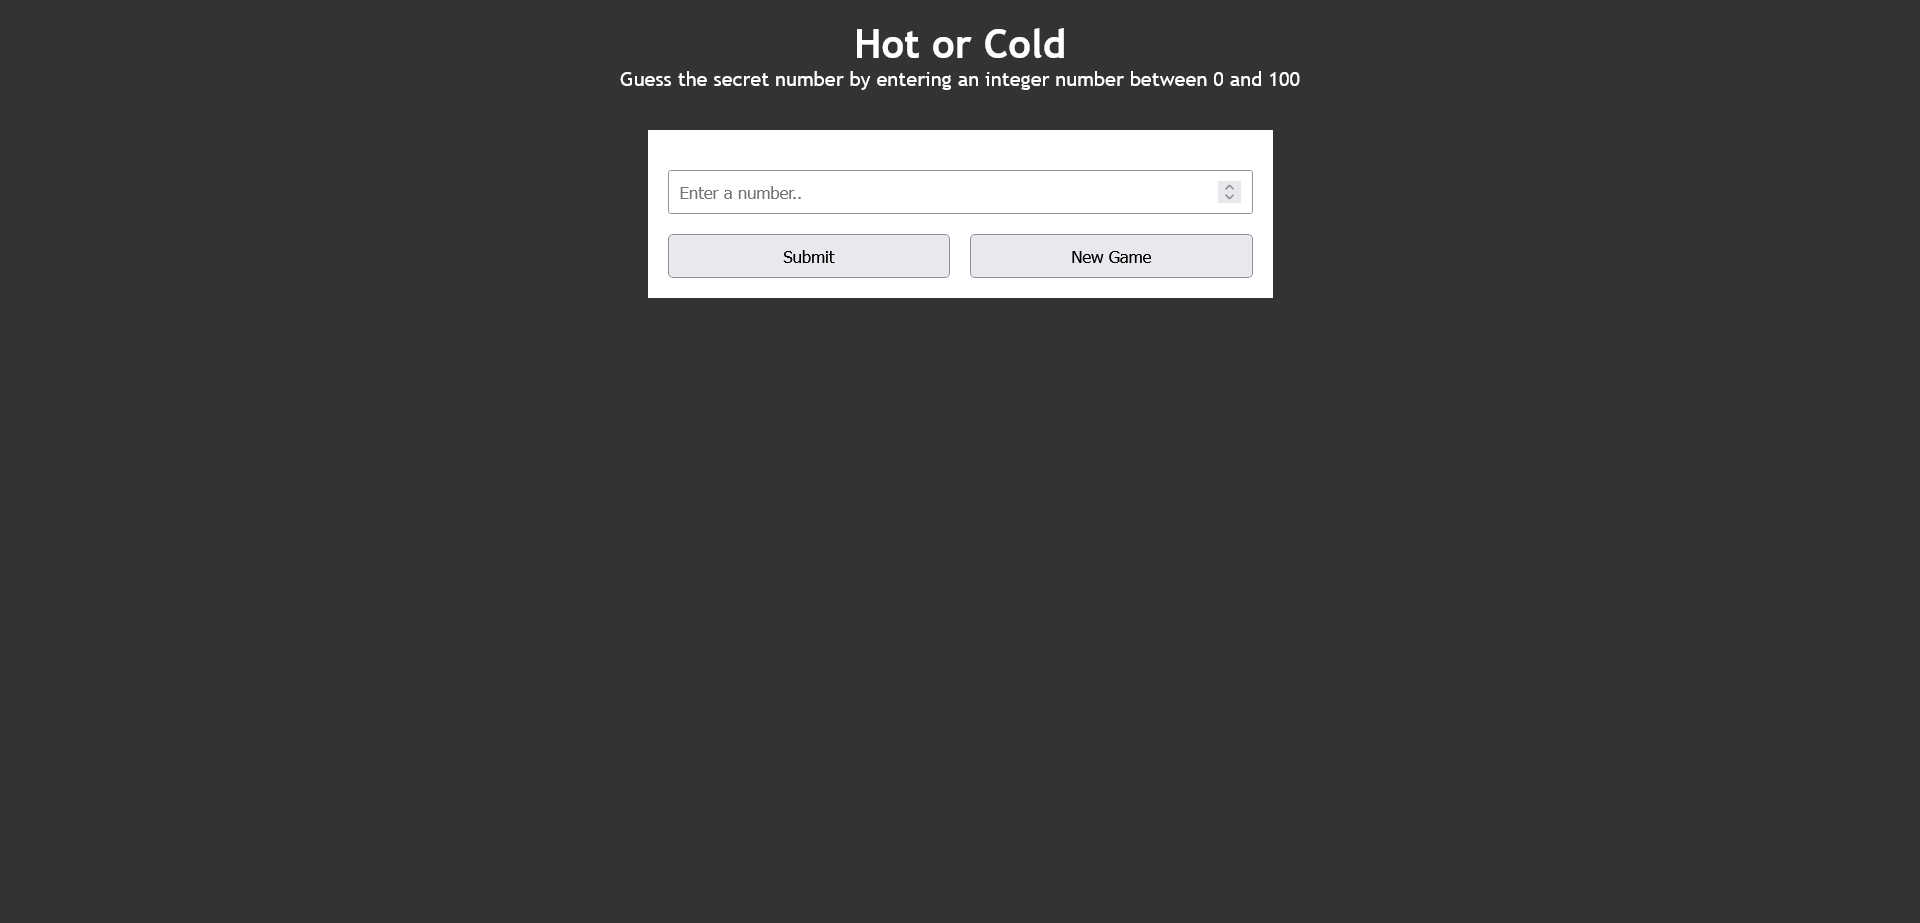 Hot or Cold
Guess the secret number by entering an integer number between 0 and 100
Enter a number..
Submit
New Game